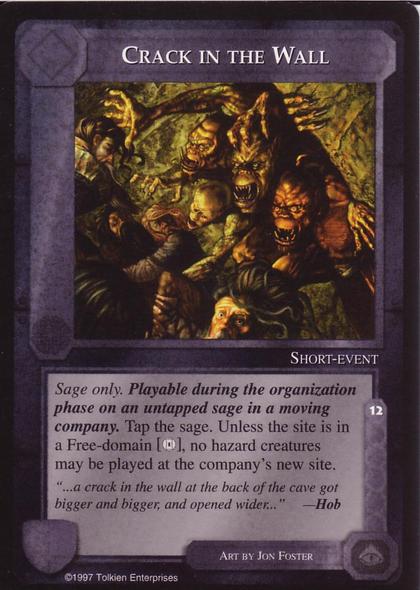 CRACK IN THE WALL
SHORT-EVENT
Sage only. Playable during the organization
phase on an untapped sage in a moving
company. Tap the sage. Unless the site is in
a Free-domain [ ], no hazard creatures
may be played at the company's new site.
12
"...a crack in the wall at the back of the cave got
bigger and bigger, and opened wider..." —Hob
ART BY JON FOSTER
©1997 Tolkien Enterprises